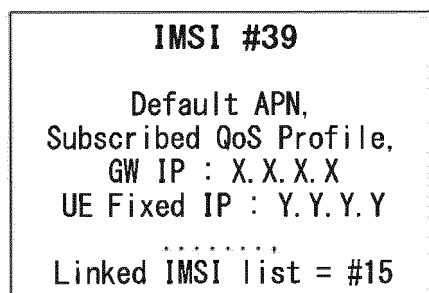 IMSI #39
Default APN,
Subscribed QoS Profile,
GW IP : X.X.X.X
UE Fixed IP : Y.Y.Y.Y
........
Linked IMSI list = #15